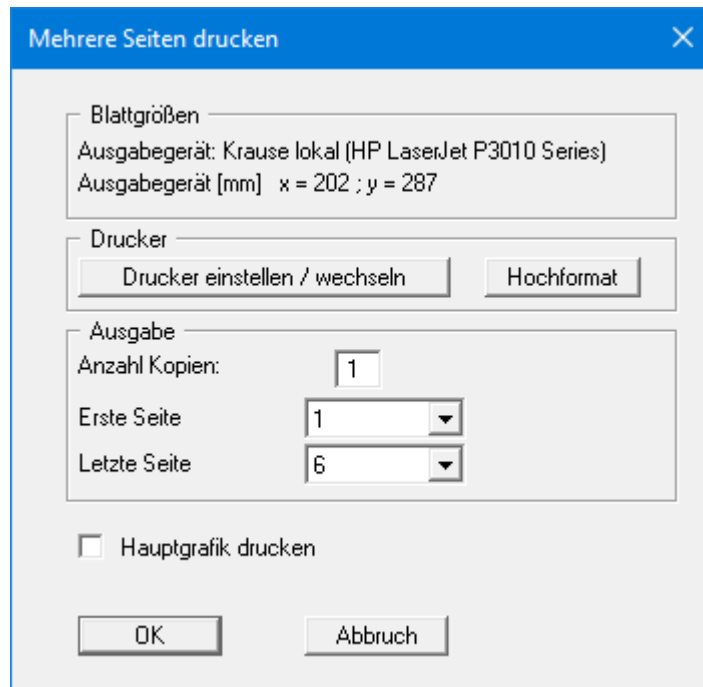 Mehrere Seiten drucken
Blattgrößen
Ausgabegerät: Krause lokal (HP LaserJet P3010 Series)
Ausgabegerät [mm] x = 202 ; y = 287
Drucker
Drucker einstellen / wechseln Hochformat
Ausgabe
Anzahl Kopien: 1
Erste Seite 1
Letzte Seite 6
Hauptgrafik drucken
OK Abbruch